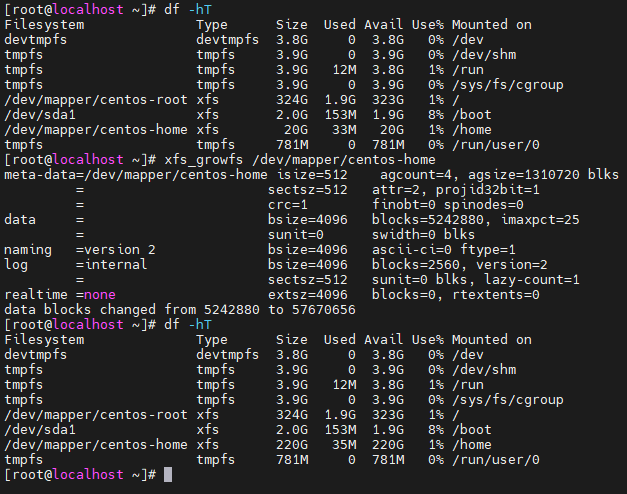 [root@localhost ~]# df -hT
Filesystem              Type      Size  Used Avail Use% Mounted on
devtmpfs                devtmpfs  3.8G     0  3.8G   0% /dev
tmpfs                   tmpfs     3.9G     0  3.9G   0% /dev/shm
tmpfs                   tmpfs     3.9G   12M  3.8G   1% /run
tmpfs                   tmpfs     3.9G     0  3.9G   0% /sys/fs/cgroup
/dev/mapper/centos-root xfs       324G  1.9G  323G   1% /
/dev/sda1               xfs       2.0G  153M  1.9G   8% /boot
/dev/mapper/centos-home xfs        20G   33M   20G   1% /home
tmpfs                   tmpfs     781M     0  781M   0% /run/user/0
[root@localhost ~]# xfs_growfs /dev/mapper/centos-home
meta-data=/dev/mapper/centos-home isize=512    agcount=4, agsize=1310720 blks
         =                       sectsz=512   attr=2, projid32bit=1
         =                       crc=1        finobt=0 spinodes=0
data     =                       bsize=4096   blocks=5242880, imaxpct=25
         =                       sunit=0      swidth=0 blks
naming   =version 2              bsize=4096   ascii-ci=0 ftype=1
log      =internal               bsize=4096   blocks=2560, version=2
         =                       sectsz=512   sunit=0 blks, lazy-count=1
realtime =none                   extsz=4096   blocks=0, rtextents=0
data blocks changed from 5242880 to 57670656
[root@localhost ~]# df -hT
Filesystem              Type      Size  Used Avail Use% Mounted on
devtmpfs                devtmpfs  3.8G     0  3.8G   0% /dev
tmpfs                   tmpfs     3.9G     0  3.9G   0% /dev/shm
tmpfs                   tmpfs     3.9G   12M  3.8G   1% /run
tmpfs                   tmpfs     3.9G     0  3.9G   0% /sys/fs/cgroup
/dev/mapper/centos-root xfs       324G  1.9G  323G   1% /
/dev/sda1               xfs       2.0G  153M  1.9G   8% /boot
/dev/mapper/centos-home xfs       220G   35M  220G   1% /home
tmpfs                   tmpfs     781M     0  781M   0% /run/user/0
[root@localhost ~]#